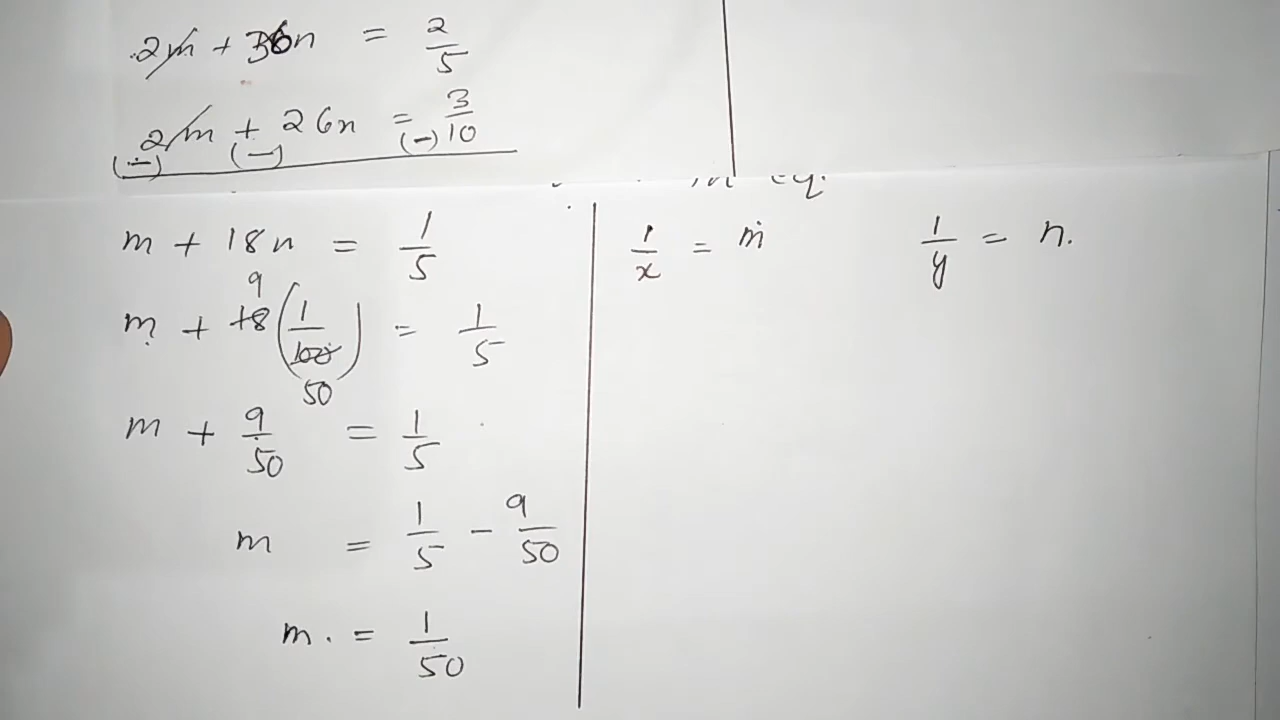 2m + 36n = 2/5
2m + 26n = 3/10
(-) (-) (-)
eq.
m + 18n = 1/5
m + 18 9 (1/100 50) = 1/5
m + 9/50 = 1/5
m = 1/5 - 9/50
m. = 1/50
1/x = m 1/y = n.